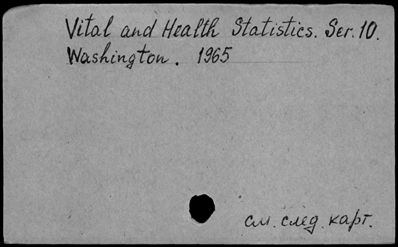 Vital and Health Statistics. Ser. 10.
Washington. 1965
см. след. карт.